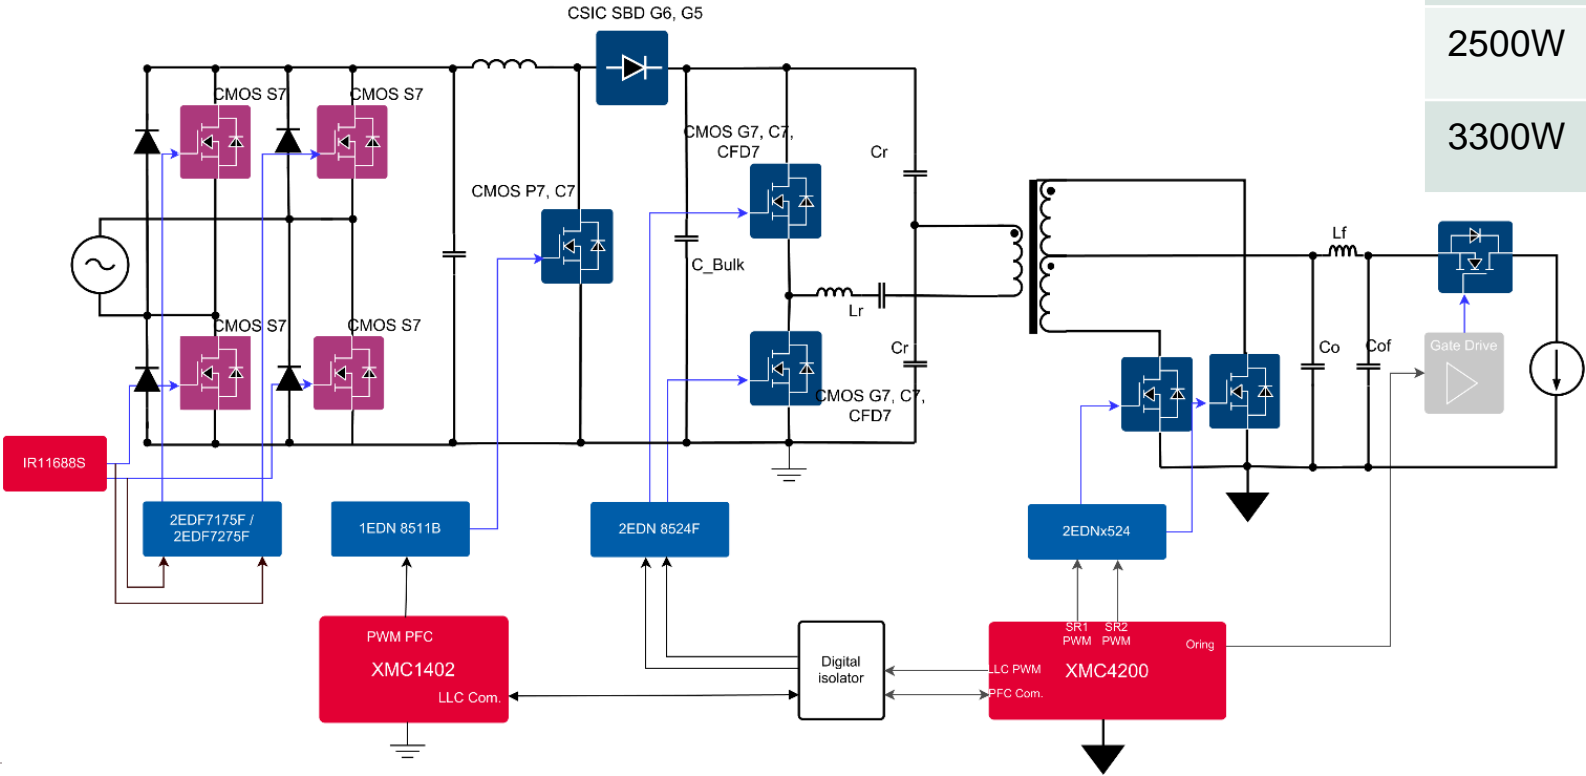 CSIC SBD G6, G5
2500W
3300W
CMOS S7
CMOS S7
CMOS G7, C7,
CFD7
Cr
CMOS P7, C7
C_Bulk
Lf
Lr
CMOS S7
CMOS S7
Cr
Co
Cof
Gate Drive
CMOS G7, C7,
CFD7
IR11688S
2EDF7175F /
2EDF7275F
1EDN 8511B
2EDN 8524F
2EDNx524
PWM PFC
XMC1402
LLC Com.
Digital
isolator
SR1
PWM
SR2
PWM
Oring
LLC PWM
XMC4200
PFC Com.